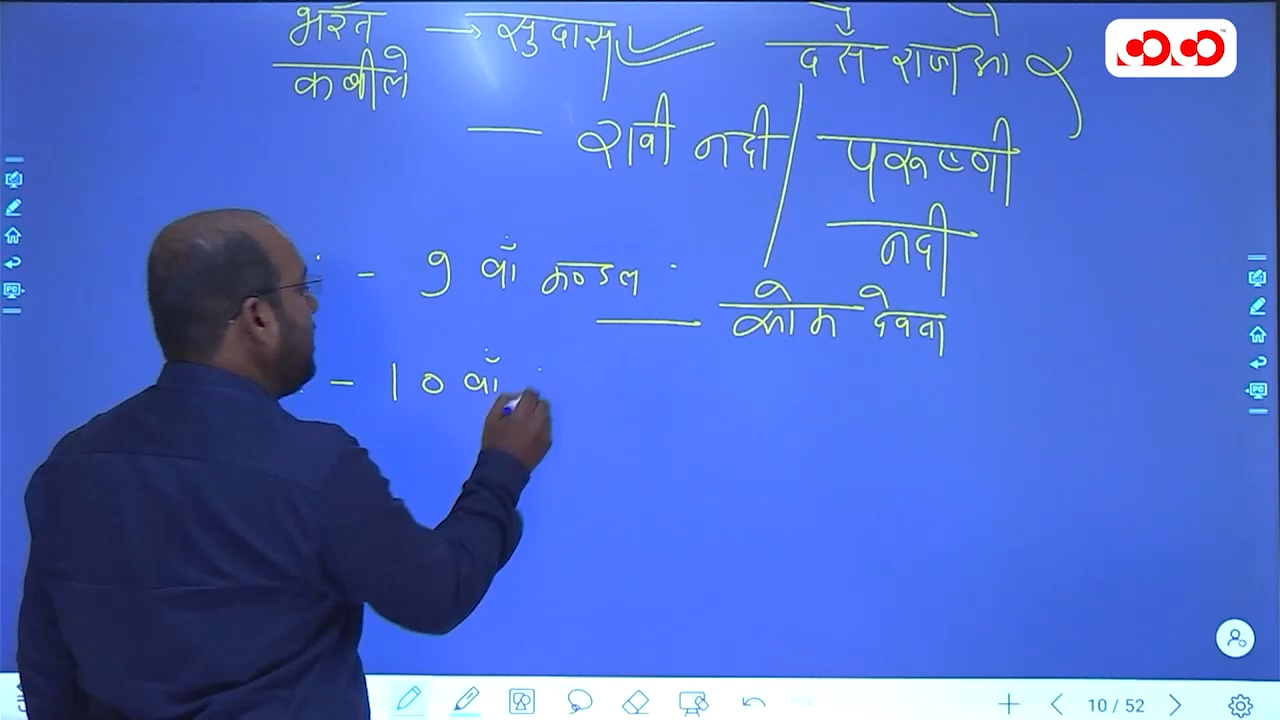 भरत → सुदास
कबीले
दस राजाओ
— रावी नदी / परूष्णी
नदी
- 9 वाँ मण्डल
— सोम देवता
- 10 वाँ
10 / 52